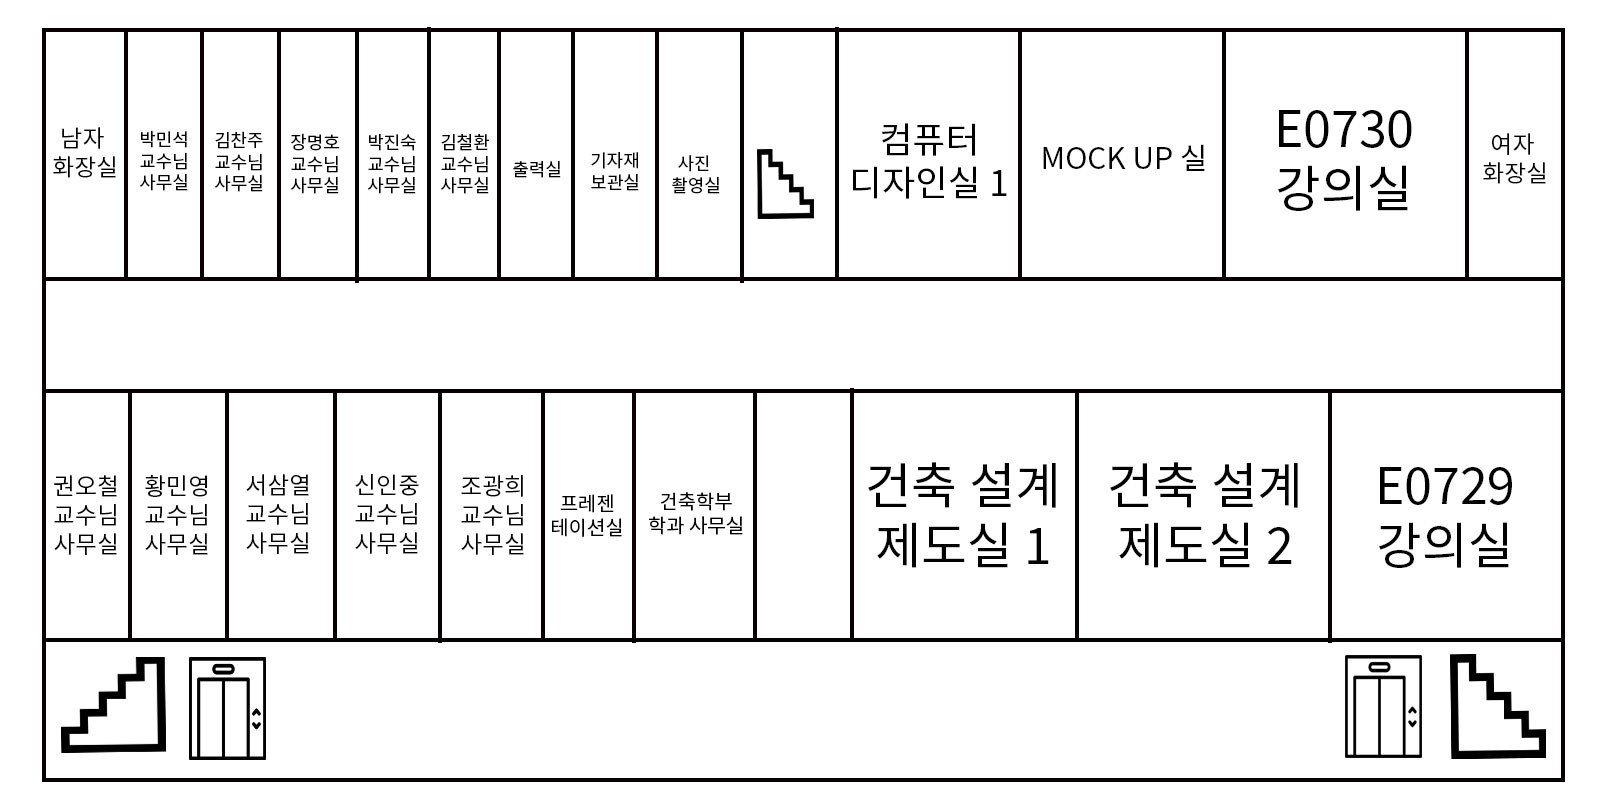 남자
화장실
박민석
교수님
사무실
김찬주
교수님
사무실
장명호
교수님
사무실
박진숙
교수님
사무실
김철환
교수님
사무실
출력실
기자재
보관실
사진
촬영실
컴퓨터
디자인실 1
MOCK UP 실
E0730
강의실
여자
화장실
권오철
교수님
사무실
황민영
교수님
사무실
서삼열
교수님
사무실
신인중
교수님
사무실
조광희
교수님
사무실
프레젠
테이션실
건축학부
학과 사무실
건축 설계
제도실 1
건축 설계
제도실 2
E0729
강의실